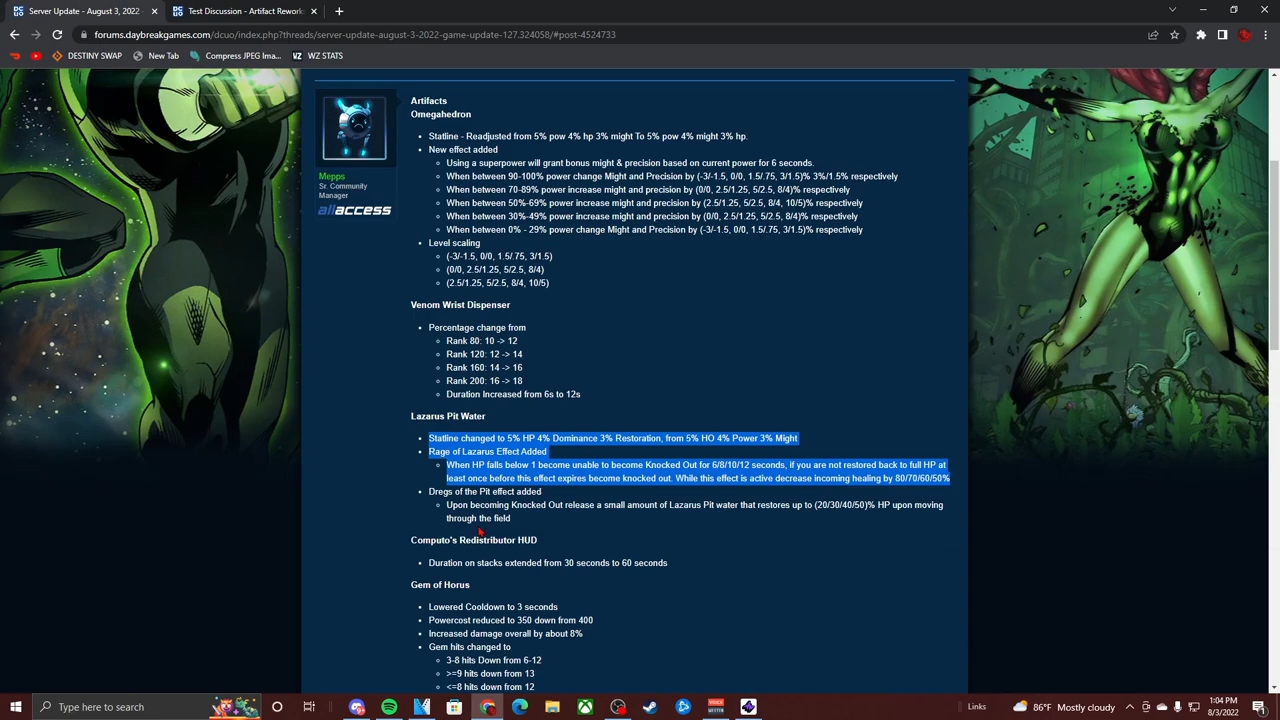 Server Update - August 3, 2022 -
Test Discussion - Artifact Revamp
forums.daybreakgames.com/dcuo/index.php?threads/server-update-august-3-2022-game-update-127.324058/#post-4524733
DESTINY SWAP
New Tab
Compress JPEG Ima...
WZ STATS
Artifacts
Omegahedron
Statline - Readjusted from 5% pow 4% hp 3% might To 5% pow 4% might 3% hp.
New effect added
Using a superpower will grant bonus might & precision based on current power for 6 seconds.
When between 90-100% power change Might and Precision by (-3/-1.5, 0/0, 1.5/.75, 3/1.5)% 3%/1.5% respectively
When between 70-89% power increase might and precision by (0/0, 2.5/1.25, 5/2.5, 8/4)% respectively
When between 50%-69% power increase might and precision by (2.5/1.25, 5/2.5, 8/4, 10/5)% respectively
When between 30%-49% power increase might and precision by (0/0, 2.5/1.25, 5/2.5, 8/4)% respectively
When between 0% - 29% power change Might and Precision by (-3/-1.5, 0/0, 1.5/.75, 3/1.5)% respectively
Level scaling
(-3/-1.5, 0/0, 1.5/.75, 3/1.5)
(0/0, 2.5/1.25, 5/2.5, 8/4)
(2.5/1.25, 5/2.5, 8/4, 10/5)
Mepps
Sr. Community
Manager
allaccess
Venom Wrist Dispenser
Percentage change from
Rank 80: 10 -> 12
Rank 120: 12 -> 14
Rank 160: 14 -> 16
Rank 200: 16 -> 18
Duration Increased from 6s to 12s
Lazarus Pit Water
Statline changed to 5% HP 4% Dominance 3% Restoration, from 5% HO 4% Power 3% Might
Rage of Lazarus Effect Added
When HP falls below 1 become unable to become Knocked Out for 6/8/10/12 seconds, if you are not restored back to full HP at
least once before this effect expires become knocked out. While this effect is active decrease incoming healing by 80/70/60/50%
Dregs of the Pit effect added
Upon becoming Knocked Out release a small amount of Lazarus Pit water that restores up to (20/30/40/50)% HP upon moving
through the field
Computo's Redistributor HUD
Duration on stacks extended from 30 seconds to 60 seconds
Gem of Horus
Lowered Cooldown to 3 seconds
Powercost reduced to 350 down from 400
Increased damage overall by about 8%
Gem hits changed to
3-8 hits Down from 6-12
>=9 hits down from 13
<=8 hits down from 12
Type here to search
Links
86°F Mostly cloudy
1:04 PM
8/3/2022